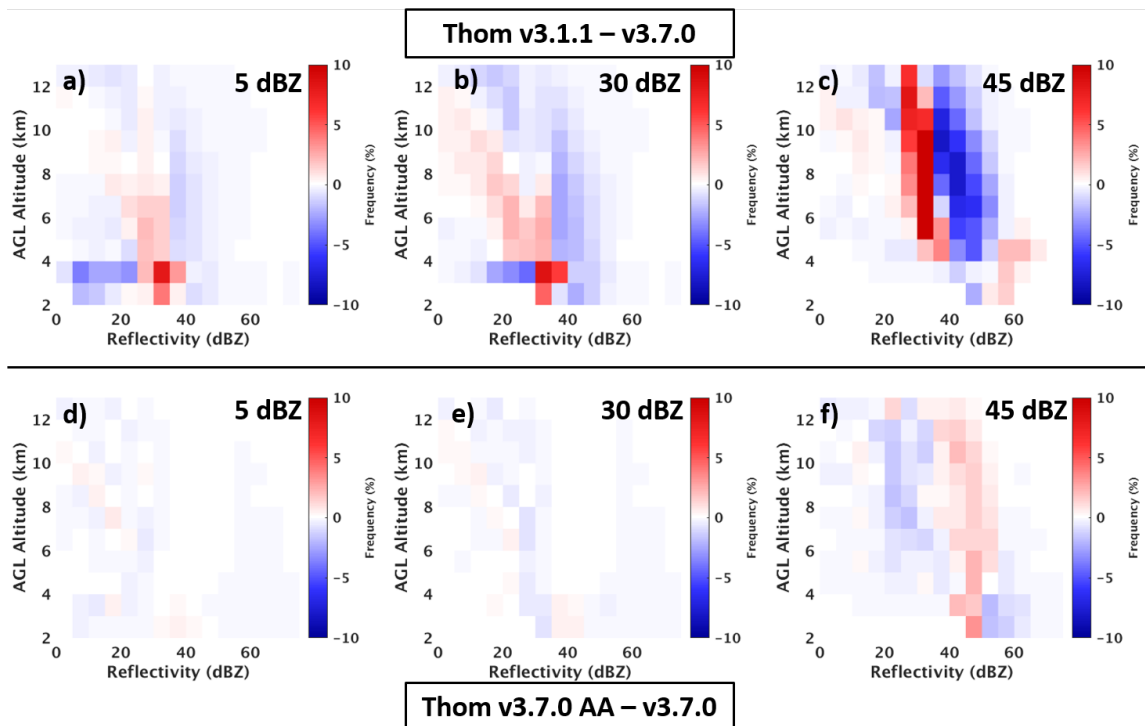 Thom v3.1.1 – v3.7.0
a)
5 dBZ
AGL Altitude (km)
12
10
8
6
4
2
0
20
40
60
Reflectivity (dBZ)
10
5
0
−5
−10
Frequency (%)
b)
30 dBZ
AGL Altitude (km)
12
10
8
6
4
2
0
20
40
60
Reflectivity (dBZ)
10
5
0
−5
−10
Frequency (%)
c)
45 dBZ
AGL Altitude (km)
12
10
8
6
4
2
0
20
40
60
Reflectivity (dBZ)
10
5
0
−5
−10
Frequency (%)
d)
5 dBZ
AGL Altitude (km)
12
10
8
6
4
2
0
20
40
60
Reflectivity (dBZ)
10
5
0
−5
−10
Frequency (%)
e)
30 dBZ
AGL Altitude (km)
12
10
8
6
4
2
0
20
40
60
Reflectivity (dBZ)
10
5
0
−5
−10
Frequency (%)
f)
45 dBZ
AGL Altitude (km)
12
10
8
6
4
2
0
20
40
60
Reflectivity (dBZ)
10
5
0
−5
−10
Frequency (%)
Thom v3.7.0 AA – v3.7.0